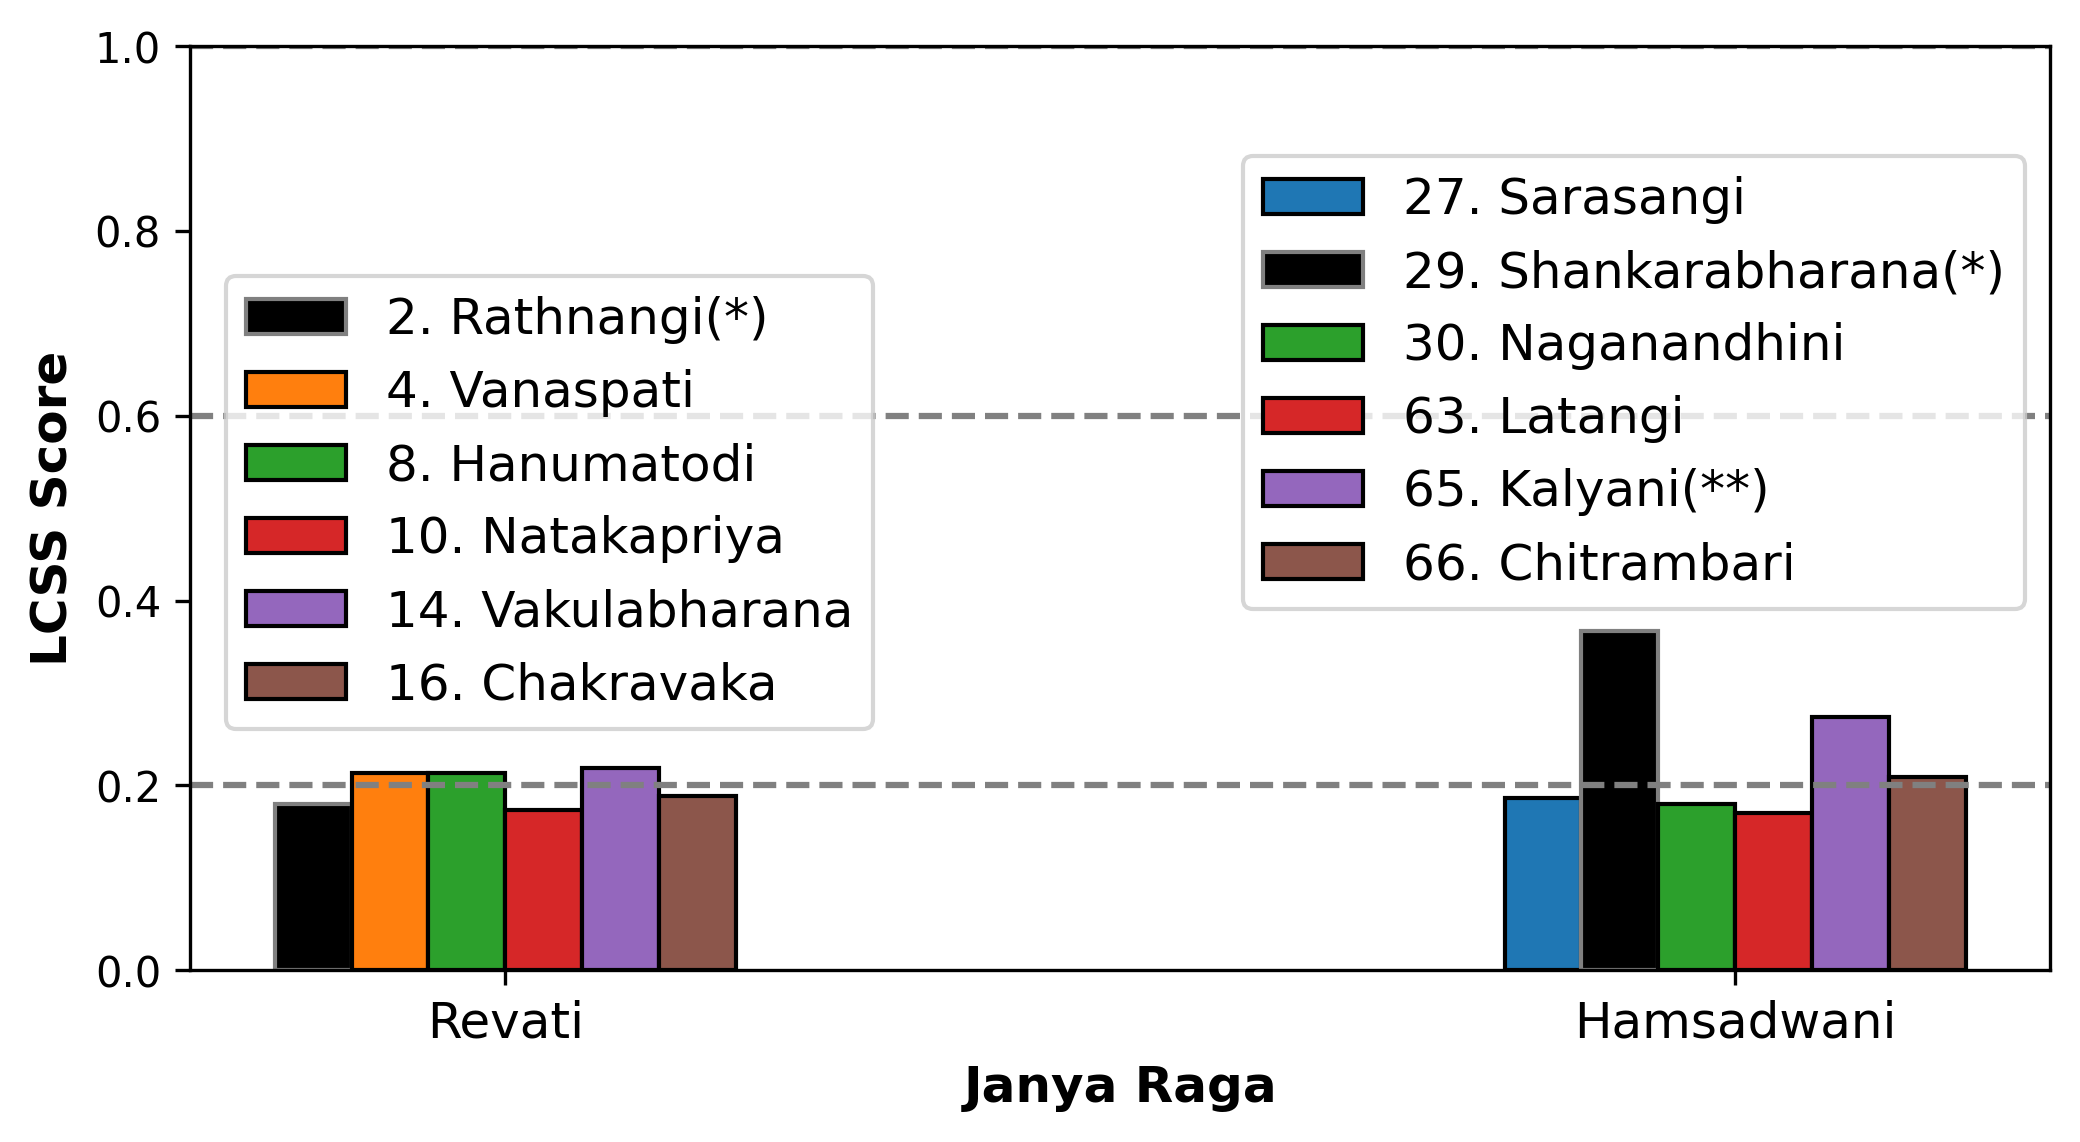 1.0
0.8
0.6
0.4
0.2
0.0
LCSS Score
2. Rathnangi(*)
4. Vanaspati
8. Hanumatodi
10. Natakapriya
14. Vakulabharana
16. Chakravaka
27. Sarasangi
29. Shankarabharana(*)
30. Naganandhini
63. Latangi
65. Kalyani(**)
66. Chitrambari
Revati
Hamsadwani
Janya Raga